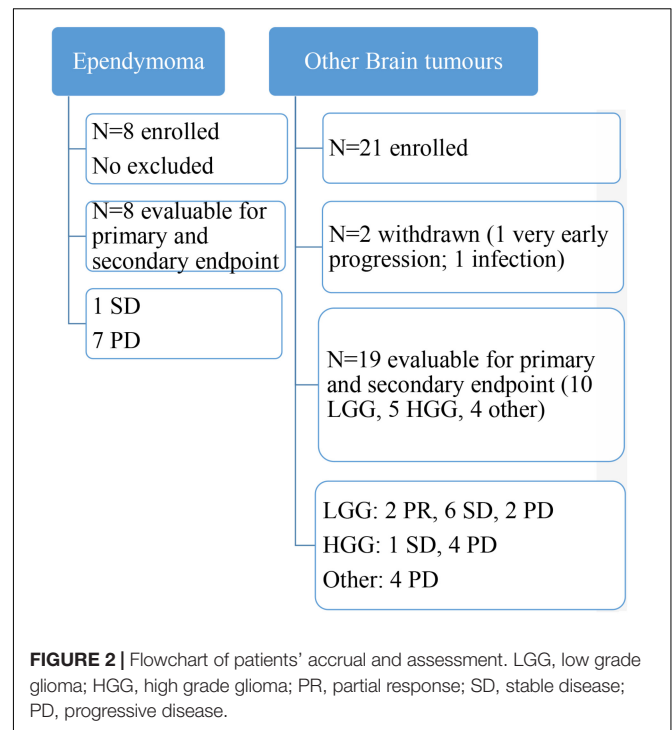 Ependymoma
N=8 enrolled
No excluded
N=8 evaluable for
primary and
secondary endpoint
1 SD
7 PD
Other Brain tumours
N=21 enrolled
N=2 withdrawn (1 very early
progression; 1 infection)
N=19 evaluable for primary
and secondary endpoint (10
LGG, 5 HGG, 4 other)
LGG: 2 PR, 6 SD, 2 PD
HGG: 1 SD, 4 PD
Other: 4 PD
FIGURE 2 | Flowchart of patients’ accrual and assessment. LGG, low grade
glioma; HGG, high grade glioma; PR, partial response; SD, stable disease;
PD, progressive disease.